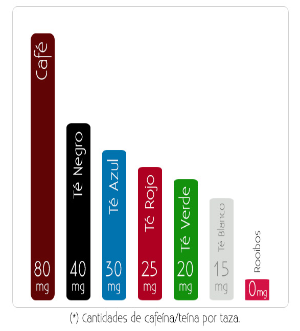 Café
80
mg
Té Negro
40
mg
Té Azul
30
mg
Té Rojo
25
mg
Té Verde
20
mg
Té Blanco
15
mg
Rooibos
0mg
(*) Cantidades de cafeína/teína por taza.